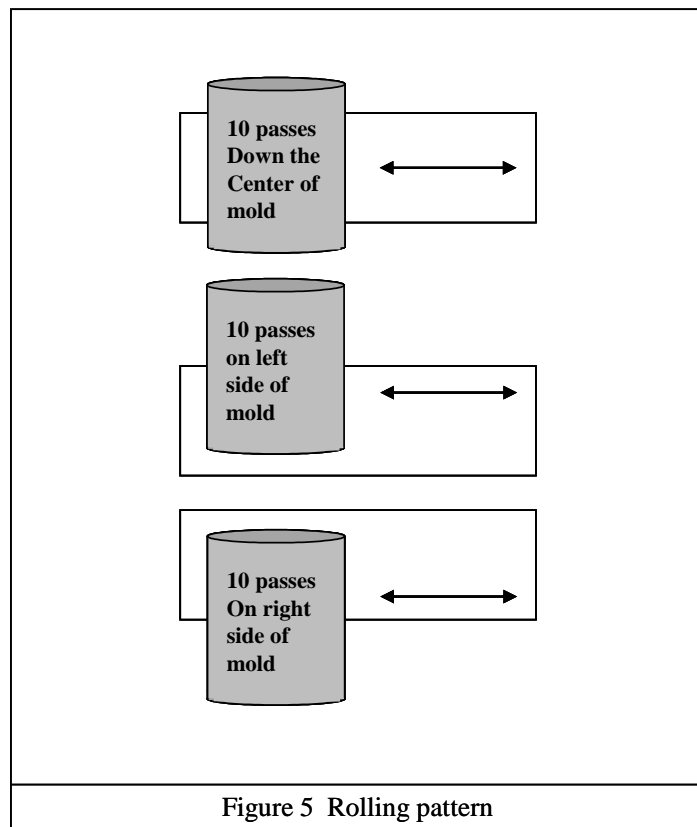 10 passes
Down the
Center of
mold
10 passes
on left
side of
mold
10 passes
On right
side of
mold
Figure 5 Rolling pattern